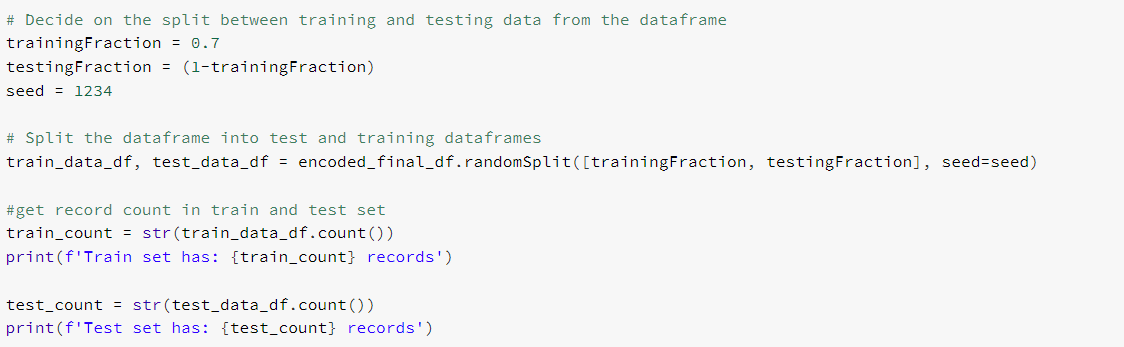 # Decide on the split between training and testing data from the dataframe
trainingFraction = 0.7
testingFraction = (1-trainingFraction)
seed = 1234
# Split the dataframe into test and training dataframes
train_data_df, test_data_df = encoded_final_df.randomSplit([trainingFraction, testingFraction], seed=seed)
#get record count in train and test set
train_count = str(train_data_df.count())
print(f'Train set has: {train_count} records')
test_count = str(test_data_df.count())
print(f'Test set has: {test_count} records')